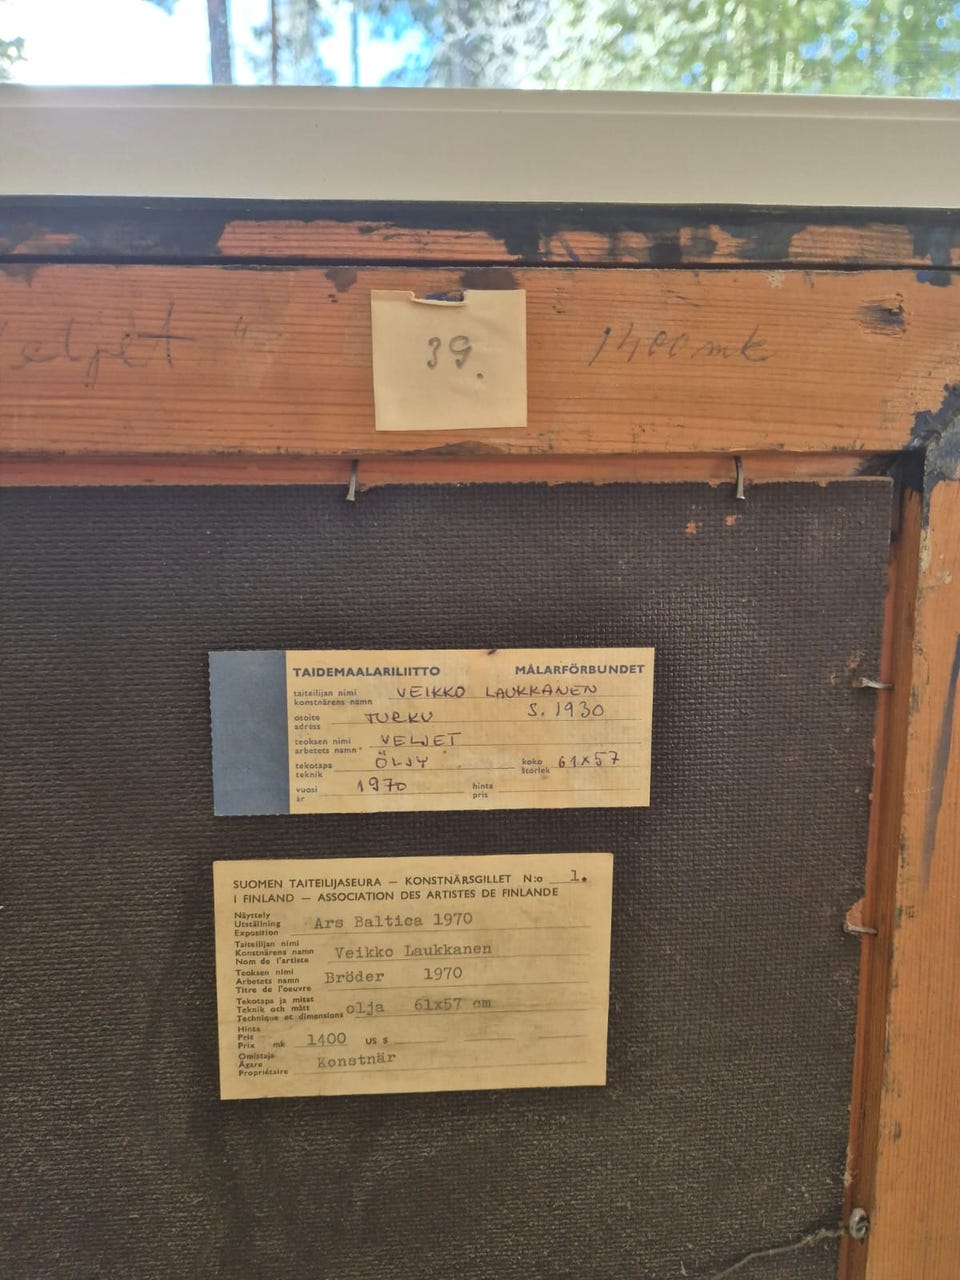 eljet "
39.
1400 mk
TAIDEMAALARILIITTO MÅLARFÖRBUNDET
taiteilijan nimi
konstnärens namn VEIKKO LAUKKANEN
S. 1930
osoite
adress TURKU
teoksen nimi
arbetets namn VELJET
tekotapa
teknik ÖLJY
koko
storlek 61x57
vuosi
år 1970
hinta
pris
SUOMEN TAITEILIJASEURA – KONSTNÄRSGILLET N:o 1.
I FINLAND – ASSOCIATION DES ARTISTES DE FINLANDE
Näyttely
Utställning
Exposition Ars Baltica 1970
Taiteilijan nimi
Konstnärens namn
Nom de l'artiste Veikko Laukkanen
Teoksen nimi
Arbetets namn
Titre de l'oeuvre Bröder 1970
Tekotapa ja mitat
Teknik och mått
Technique et dimensions olja 61x57 cm
Hinta
Pris
Prix mk 1400 US $
Omistaja
Ägare
Propriétaire Konstnär